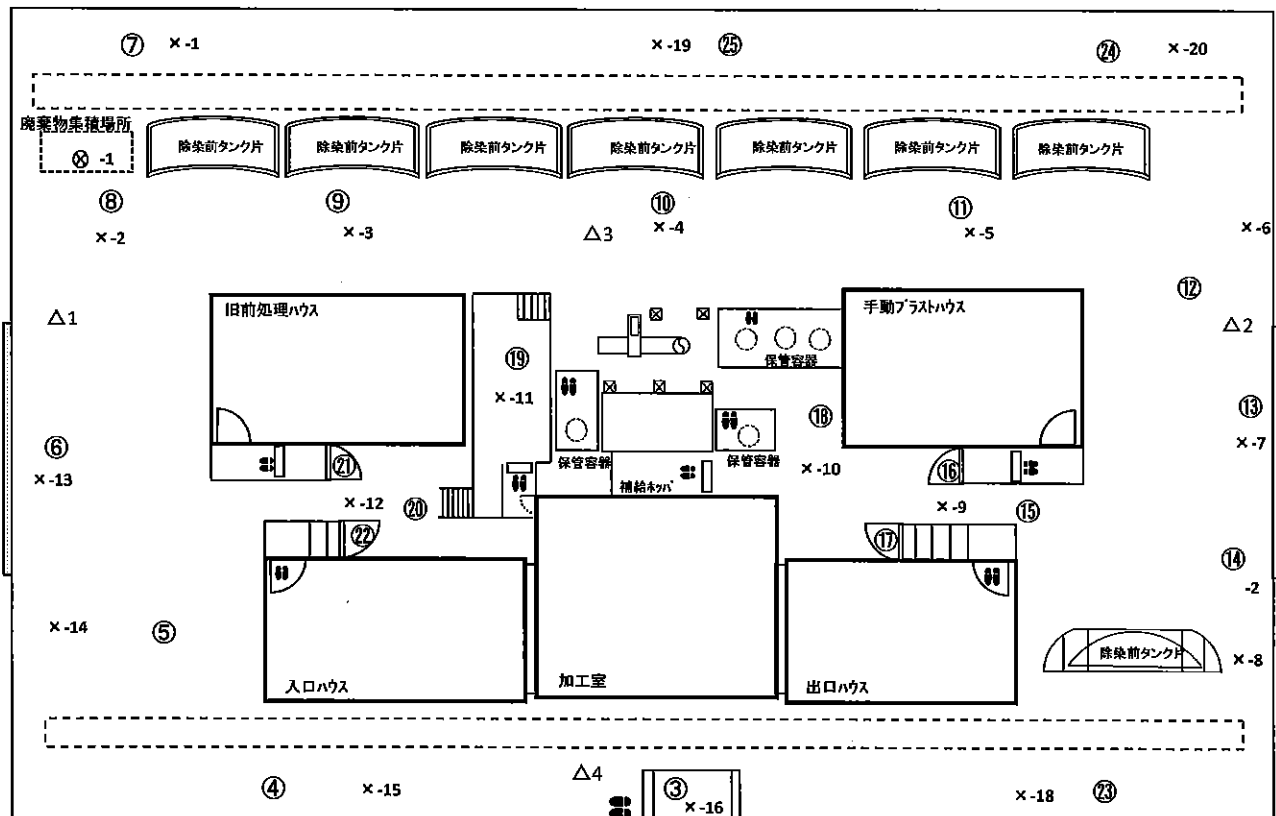 ⑦ ×-1 ×-19 ㉕ ㉔ ×-20
廃棄物集積場所
⊗ -1
除染前タンク片 除染前タンク片 除染前タンク片 除染前タンク片 除染前タンク片 除染前タンク片 除染前タンク片
⑧ ⑨ ⑩ ⑪
×-2 ×-3 △3 ×-4 ×-5 ×-6
⑫
△1 旧前処理ハウス 手動ブラストハウス △2
⑲ 保管容器
×-11 ⑱ ⑬
⑥ ×-7
㉑ 保管容器 保管容器 ×-10 ⑯
×-13 補給ホッパ
×-12 ⑳ ×-9 ⑮
㉒ ⑰
⑭
-2
×-14 ⑤ 除染前タンク片 ×-8
入口ハウス 加工室 出口ハウス
④ ×-15 △4 ③ ×-16 ×-18 ㉓